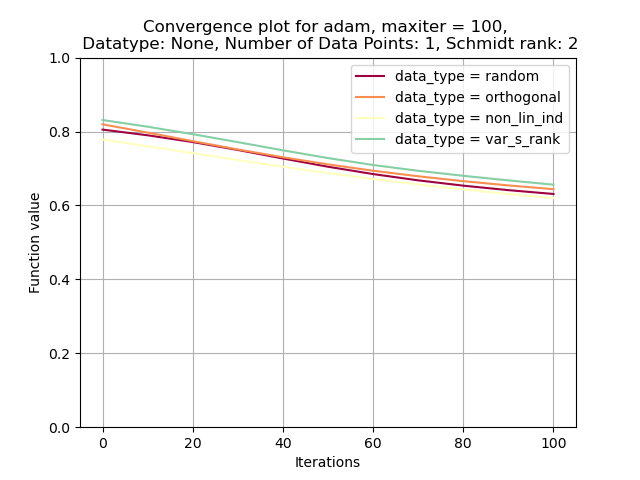 Convergence plot for adam, maxiter = 100,
Datatype: None, Number of Data Points: 1, Schmidt rank: 2
1.0
0.8
0.6
0.4
0.2
0.0
Function value
data_type = random
data_type = orthogonal
data_type = non_lin_ind
data_type = var_s_rank
0 20 40 60 80 100
Iterations